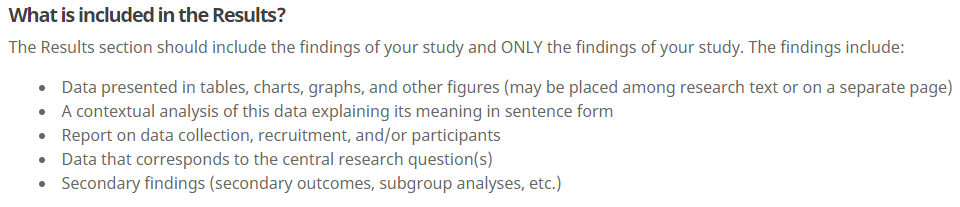 What is included in the Results?
The Results section should include the findings of your study and ONLY the findings of your study. The findings include:
• Data presented in tables, charts, graphs, and other figures (may be placed among research text or on a separate page)
• A contextual analysis of this data explaining its meaning in sentence form
• Report on data collection, recruitment, and/or participants
• Data that corresponds to the central research question(s)
• Secondary findings (secondary outcomes, subgroup analyses, etc.)